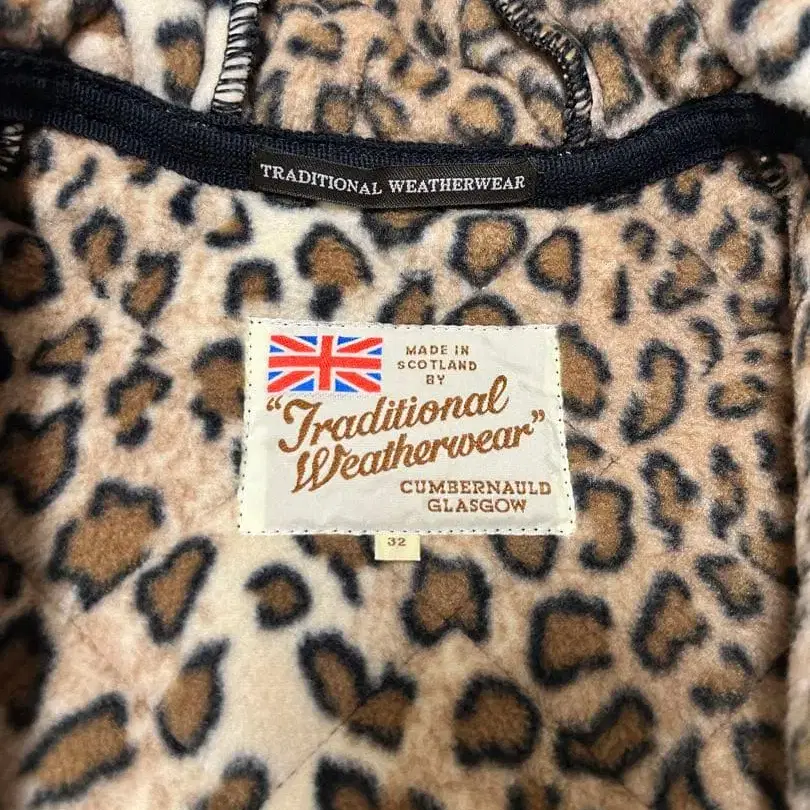 TRADITIONAL WEATHERWEAR
MADE IN
SCOTLAND
BY
"Traditional
Weatherwear"
CUMBERNAULD
GLASGOW
32